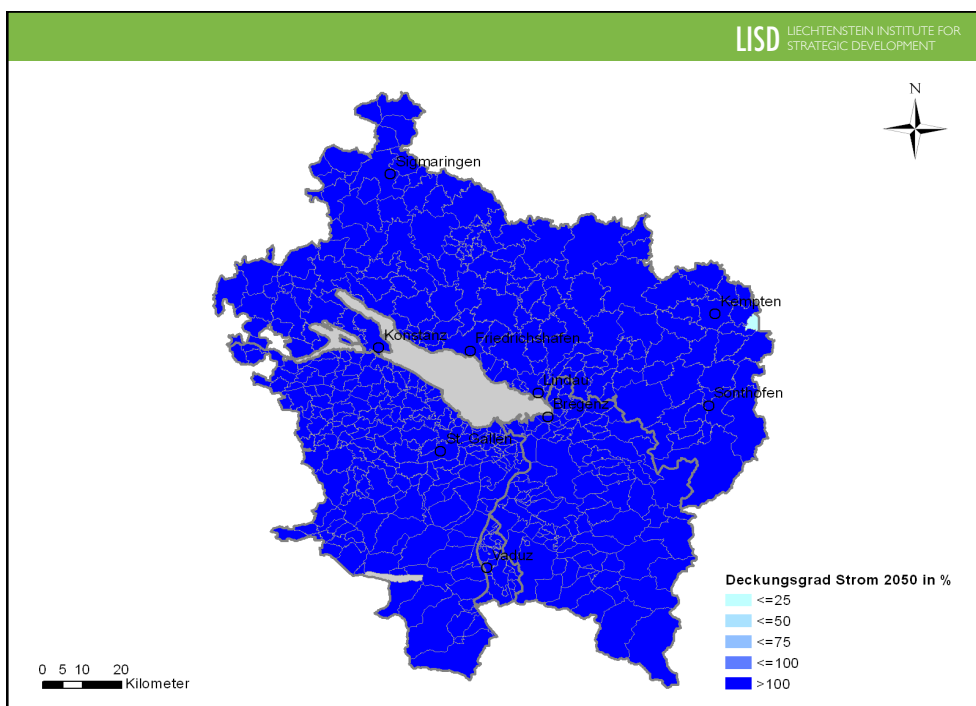 LISD LIECHTENSTEIN INSTITUTE FOR
STRATEGIC DEVELOPMENT
N
Sigmaringen
Kempten
Konstanz
Friedrichshafen
Lindau
Sonthofen
Bregenz
St. Gallen
Vaduz
Deckungsgrad Strom 2050 in %
<=25
<=50
<=75
<=100
>100
0 5 10 20
Kilometer